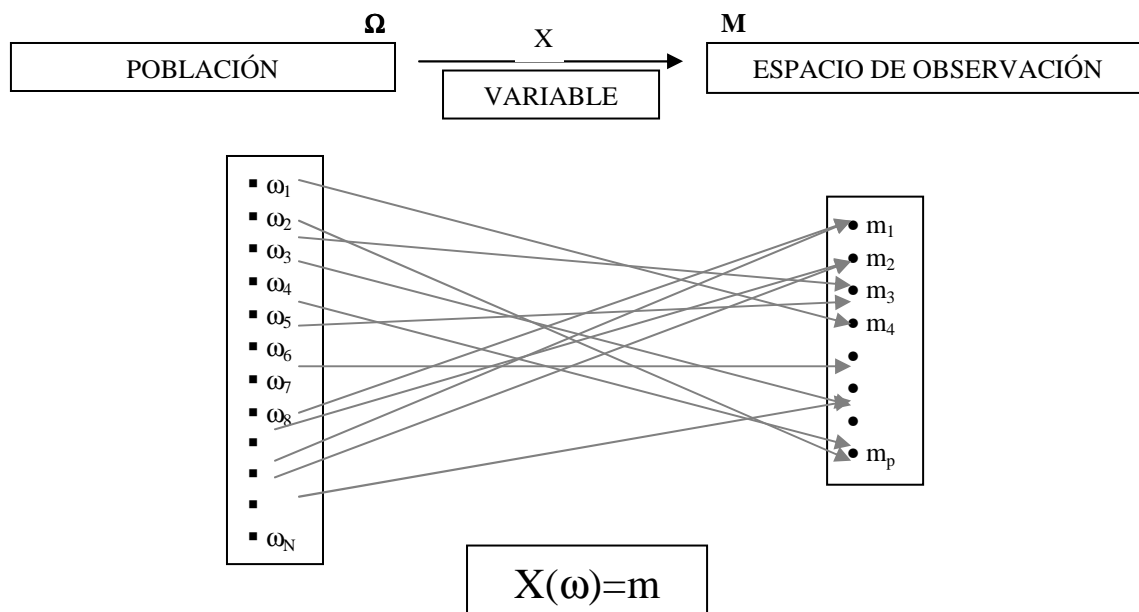 Ω X M
POBLACIÓN ESPACIO DE OBSERVACIÓN
VARIABLE
ω1
ω2
ω3
ω4
ω5
ω6
ω7
ω8
ωN
m1
m2
m3
m4
mp
X(ω)=m